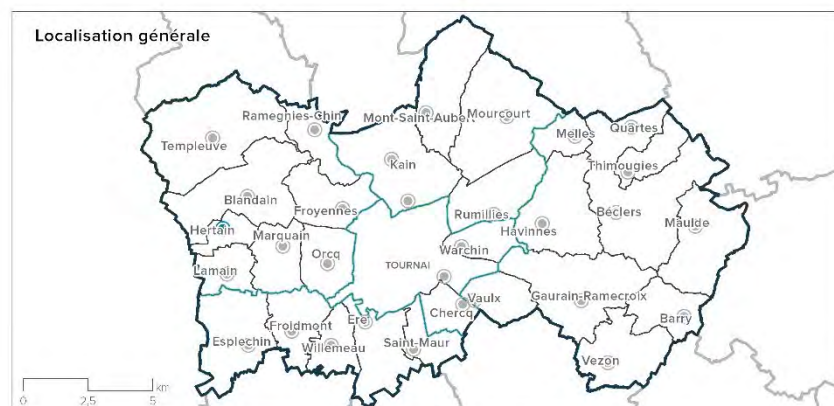 Localisation générale
Ramegnies-Chin
Mont-Saint-Aubert
Mourcourt
Melles
Quartes
Templeuve
Kain
Thimougies
Blandain
Froyennes
Rumillies
Béclers
Maulde
Hertain
Marquain
Havinnes
Orcq
Warchin
Lamain
TOURNAI
Vaulx
Gaurain-Ramecroix
Chercq
Barry
Froidmont
Ere
Esplechin
Willemeau
Saint-Maur
Vezon
km
0 2,5 5